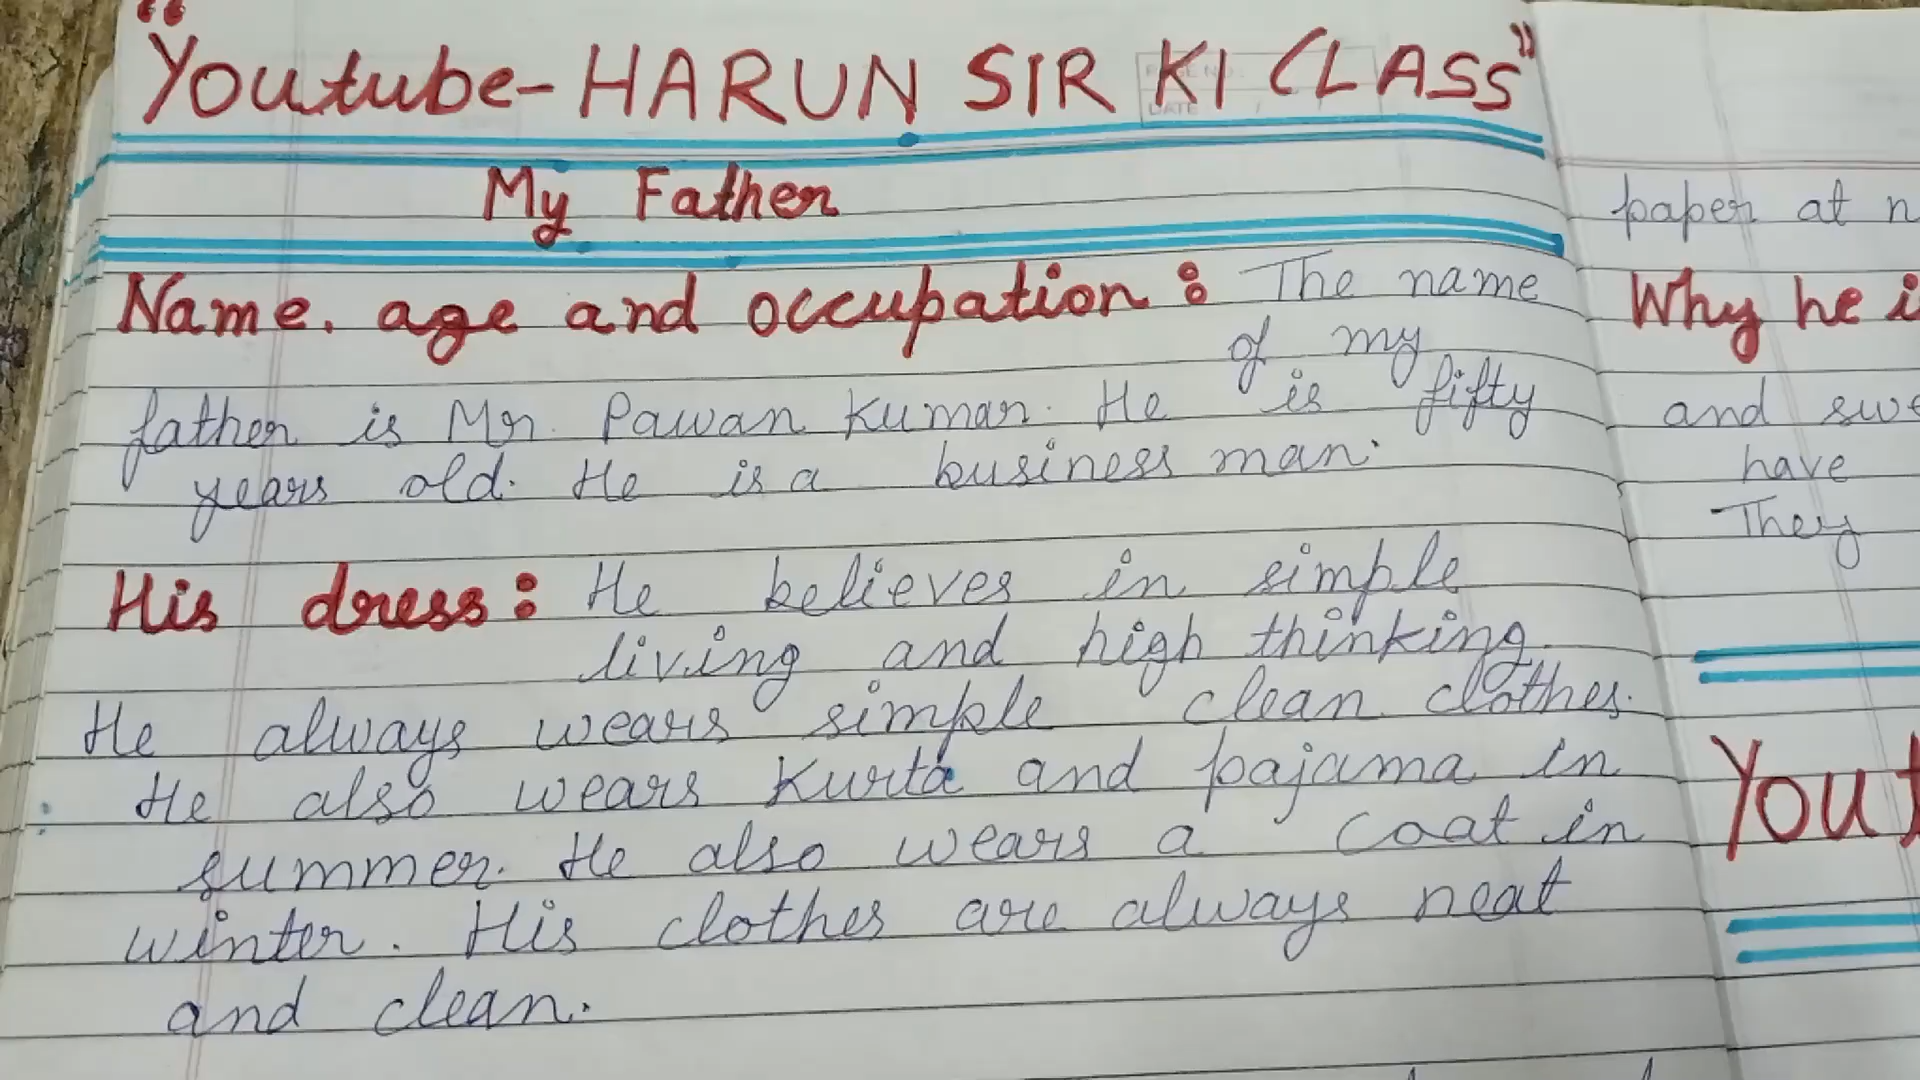 "Youtube-HARUN SIR KI CLASS"
My Father
Name. age and occupation: The name
of my
father is Mr. Pawan Kumar. He is fifty
years old. He is a business man.
His dress: He believes in simple
living and high thinking.
He always wears simple clean clothes.
He also wears Kurta and pajama in
summer. He also wears a coat in
winter. His clothes are always neat
and clean.
paper at n
Why he i
and swe
have
They
Yout